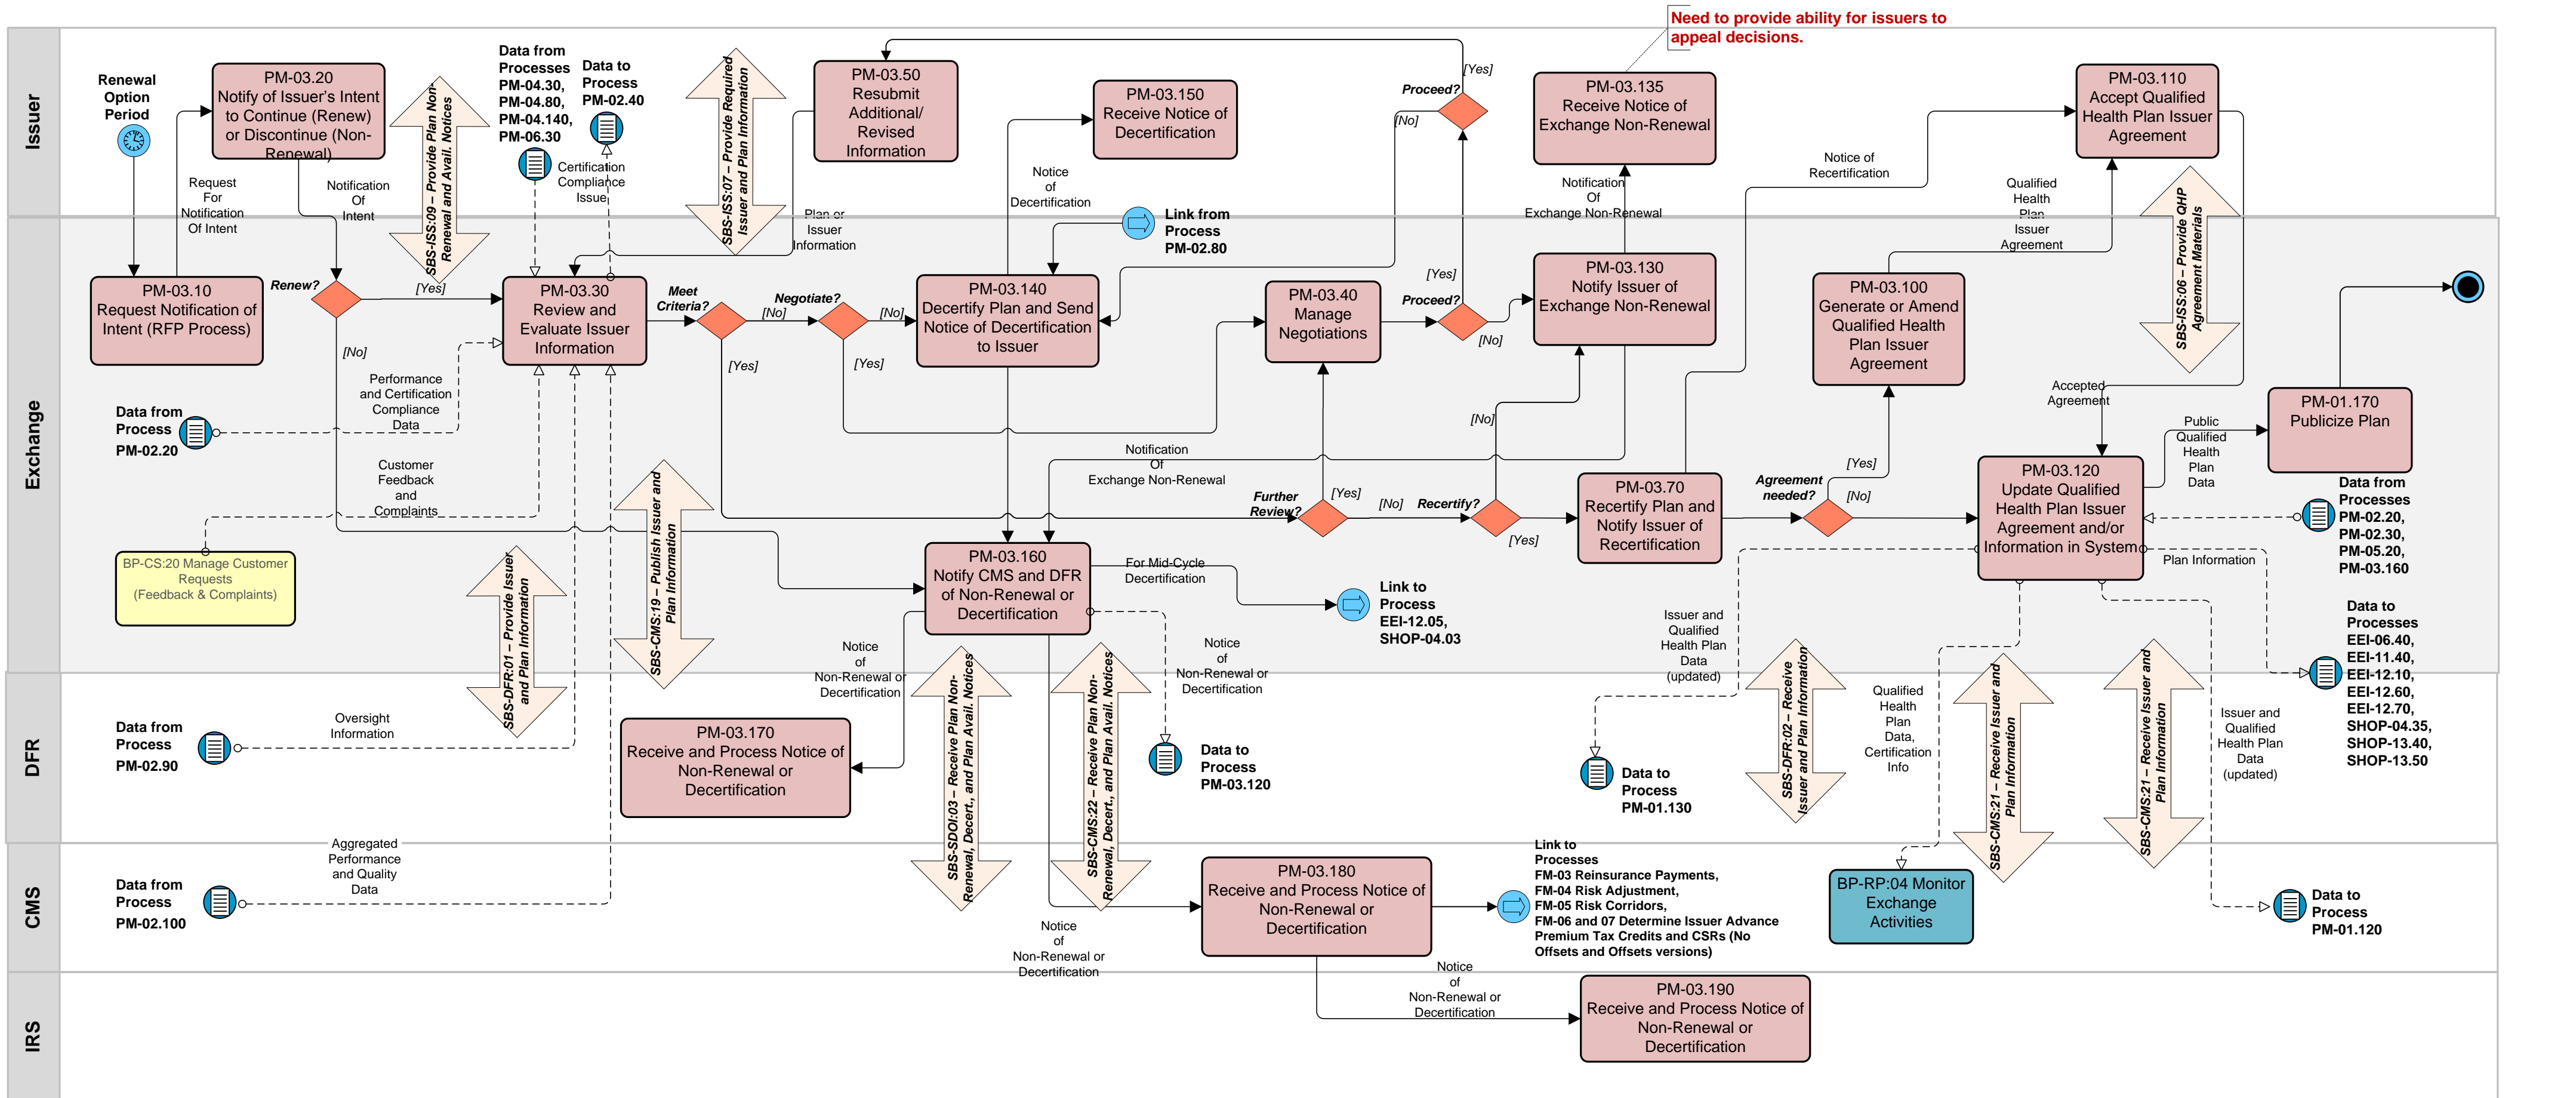 Need to provide ability for issuers to
appeal decisions.
Issuer
Renewal
Option
Period
PM-03.20
Notify of Issuer’s Intent
to Continue (Renew)
or Discontinue (Non-
Renewal)
Request
For
Notification
Of Intent
Notification
Of
Intent
SBS-ISS:09 – Provide Plan Non-
Renewal and Avail. Notices
Data from
Processes
PM-04.30,
PM-04.80,
PM-04.140,
PM-06.30
Data to
Process
PM-02.40
Certification
Compliance
Issue
SBS-ISS:07 – Provide Required
Issuer and Plan Information
PM-03.50
Resubmit
Additional/
Revised
Information
Plan or
Issuer
Information
PM-03.150
Receive Notice of
Decertification
Notice
of
Decertification
Link from
Process
PM-02.80
Proceed?
[Yes]
[No]
PM-03.135
Receive Notice of
Exchange Non-Renewal
Notification
Of
Exchange Non-Renewal
Notice of
Recertification
PM-03.110
Accept Qualified
Health Plan Issuer
Agreement
Qualified
Health
Plan
Issuer
Agreement
SBS-ISS:06 – Provide QHP
Agreement Materials
Exchange
PM-03.10
Request Notification of
Intent (RFP Process)
Renew?
[Yes]
[No]
PM-03.30
Review and
Evaluate Issuer
Information
Meet
Criteria?
[No]
[Yes]
Negotiate?
[No]
[Yes]
PM-03.140
Decertify Plan and Send
Notice of Decertification
to Issuer
PM-03.40
Manage
Negotiations
Proceed?
[Yes]
[No]
PM-03.130
Notify Issuer of
Exchange Non-Renewal
PM-03.100
Generate or Amend
Qualified Health
Plan Issuer
Agreement
Accepted
Agreement
PM-01.170
Publicize Plan
Performance
and Certification
Compliance
Data
Data from
Process
PM-02.20
Customer
Feedback
and
Complaints
BP-CS:20 Manage Customer
Requests
(Feedback & Complaints)
SBS-DFR:01 – Provide Issuer
and Plan Information
SBS-CMS:19 – Publish Issuer and
Plan Information
Notification
Of
Exchange Non-Renewal
Further
Review?
[Yes]
[No]
Recertify?
[No]
[Yes]
PM-03.70
Recertify Plan and
Notify Issuer of
Recertification
Agreement
needed?
[Yes]
[No]
PM-03.120
Update Qualified
Health Plan Issuer
Agreement and/or
Information in System
Public
Qualified
Health
Plan
Data
Data from
Processes
PM-02.20,
PM-02.30,
PM-05.20,
PM-03.160
Plan Information
Data to
Processes
EEI-06.40,
EEI-11.40,
EEI-12.10,
EEI-12.60,
EEI-12.70,
SHOP-04.35,
SHOP-13.40,
SHOP-13.50
PM-03.160
Notify CMS and DFR
of Non-Renewal or
Decertification
For Mid-Cycle
Decertification
Link to
Process
EEI-12.05,
SHOP-04.03
Notice
of
Non-Renewal or
Decertification
Notice
of
Non-Renewal or
Decertification
Issuer and
Qualified
Health Plan
Data
(updated)
DFR
Data from
Process
PM-02.90
Oversight
Information
PM-03.170
Receive and Process Notice of
Non-Renewal or
Decertification
SBS-SDOI:03 – Receive Plan Non-
Renewal, Decert., and Plan Avail. Notices
SBS-CMS:22 – Receive Plan Non-
Renewal, Decert., and Plan Avail. Notices
Data to
Process
PM-03.120
Data to
Process
PM-01.130
SBS-DFR:02 – Receive
Issuer and Plan Information
Qualified
Health
Plan
Data,
Certification
Info
SBS-CMS:21 – Receive Issuer and
Plan Information
SBS-CMS:21 – Receive Issuer and
Plan Information
Issuer and
Qualified
Health Plan
Data
(updated)
CMS
Aggregated
Performance
and Quality
Data
Data from
Process
PM-02.100
Notice
of
Non-Renewal or
Decertification
PM-03.180
Receive and Process Notice of
Non-Renewal or
Decertification
Link to
Processes
FM-03 Reinsurance Payments,
FM-04 Risk Adjustment,
FM-05 Risk Corridors,
FM-06 and 07 Determine Issuer Advance
Premium Tax Credits and CSRs (No
Offsets and Offsets versions)
BP-RP:04 Monitor
Exchange
Activities
Data to
Process
PM-01.120
IRS
Notice
of
Non-Renewal or
Decertification
PM-03.190
Receive and Process Notice of
Non-Renewal or
Decertification